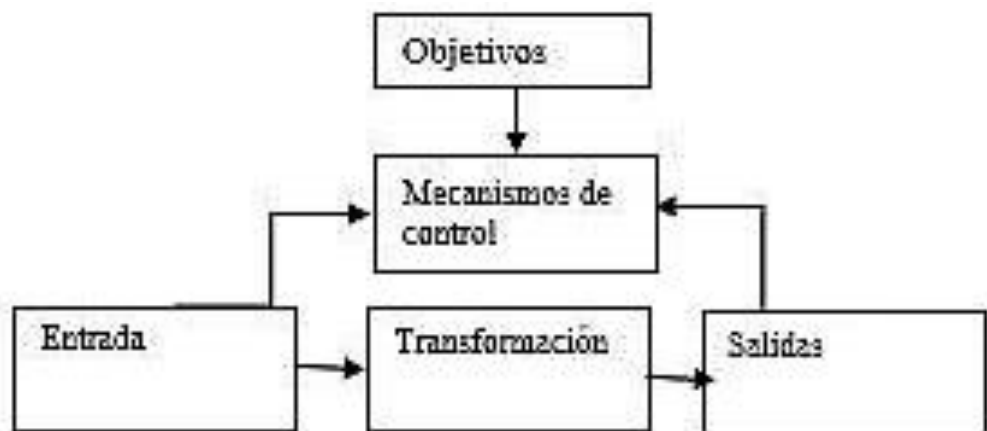 Objetivos
Mecanismos de
control
Entrada
Transformación
Salidas